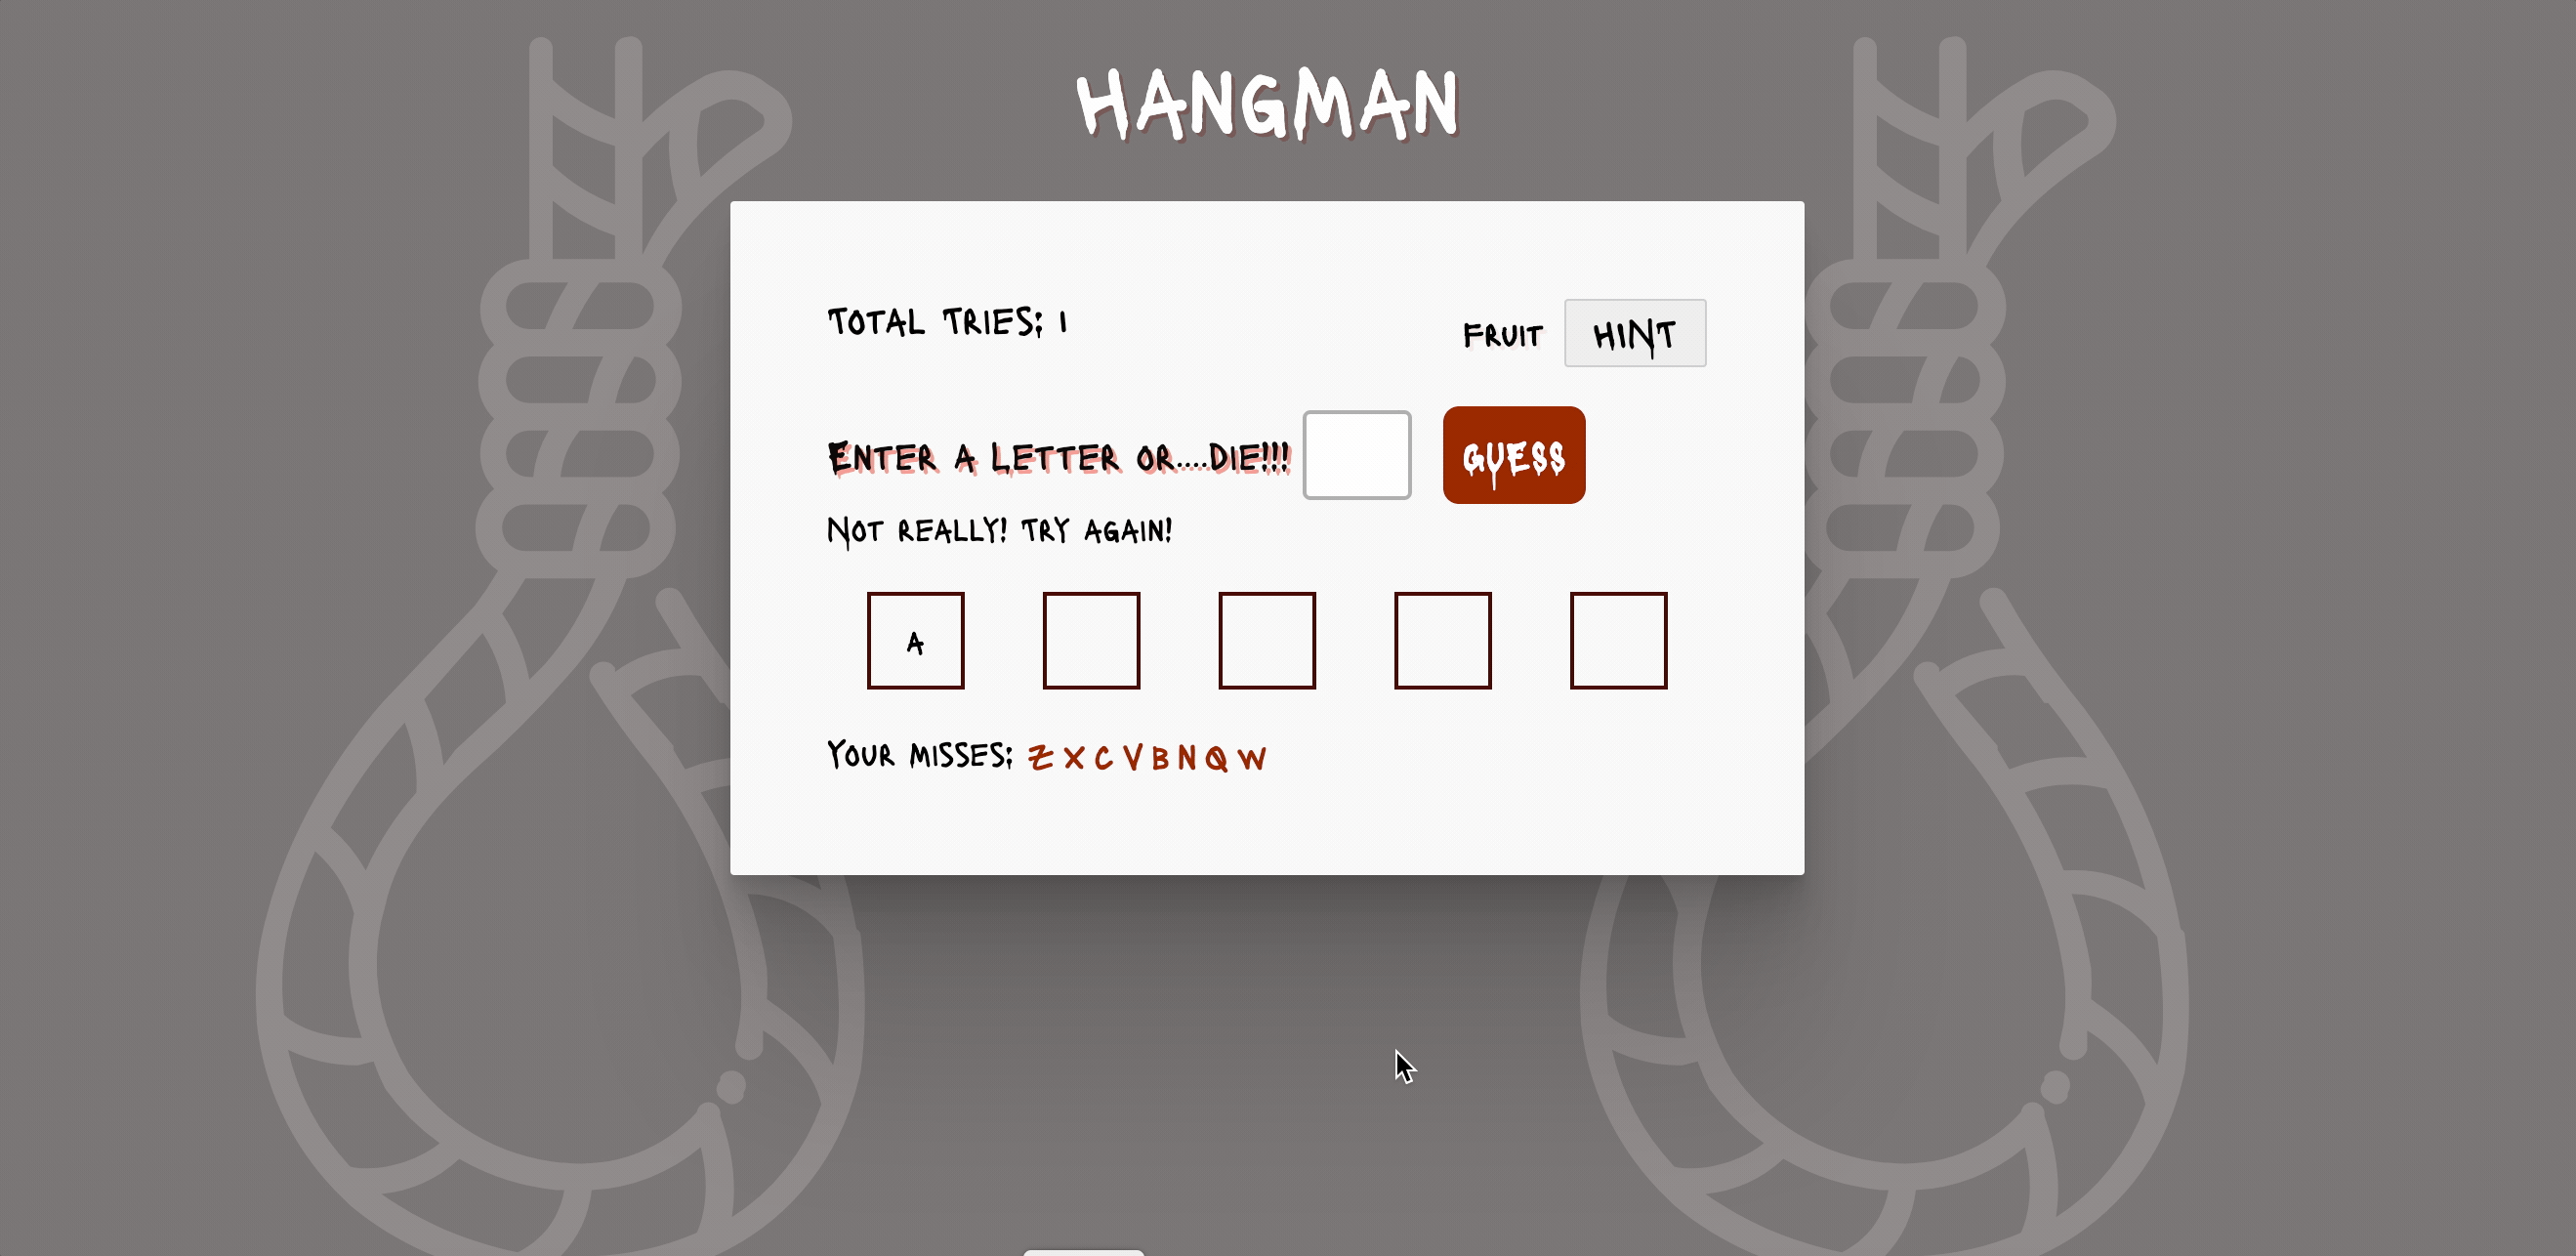 HANGMAN
TOTAL TRIES: 1
FRUIT HINT
ENTER A LETTER OR....DIE!!! GUESS
NOT REALLY! TRY AGAIN!
A
YOUR MISSES: Z X C V B N Q W